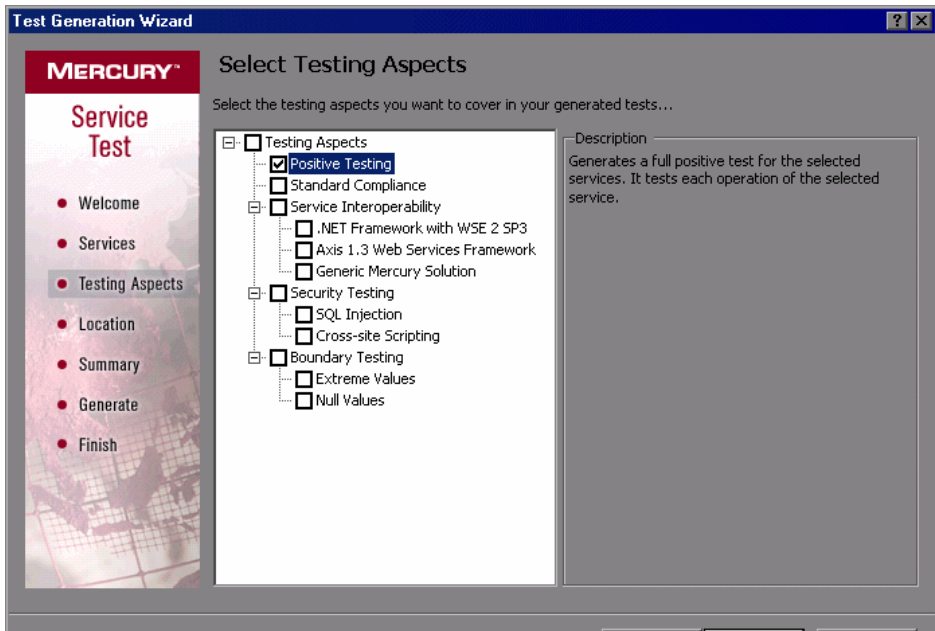 Test Generation Wizard
MERCURY™
Service
Test
Welcome
Services
Testing Aspects
Location
Summary
Generate
Finish
Select Testing Aspects
Select the testing aspects you want to cover in your generated tests...
Testing Aspects
Positive Testing
Standard Compliance
Service Interoperability
.NET Framework with WSE 2 SP3
Axis 1.3 Web Services Framework
Generic Mercury Solution
Security Testing
SQL Injection
Cross-site Scripting
Boundary Testing
Extreme Values
Null Values
Description
Generates a full positive test for the selected
services. It tests each operation of the selected
service.